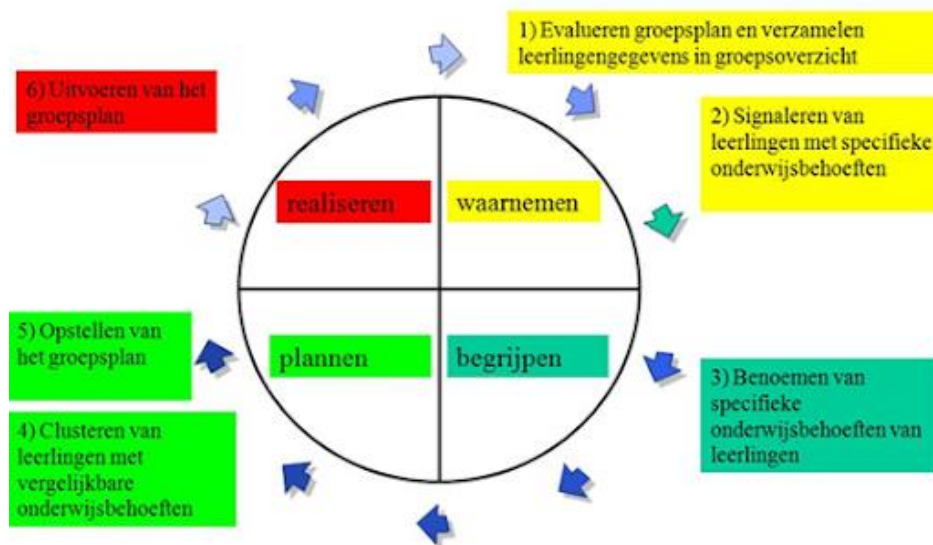 1) Evalueren groepsplan en verzamelen
leerlingengegevens in groepsoverzicht
2) Signaleren van
leerlingen met specifieke
onderwijsbehoeften
3) Benoemen van
specifieke
onderwijsbehoeften van
leerlingen
4) Clusteren van
leerlingen met
vergelijkbare
onderwijsbehoeften
5) Opstellen van
het groepsplan
6) Uitvoeren van het
groepsplan
realiseren
waarnemen
plannen
begrijpen